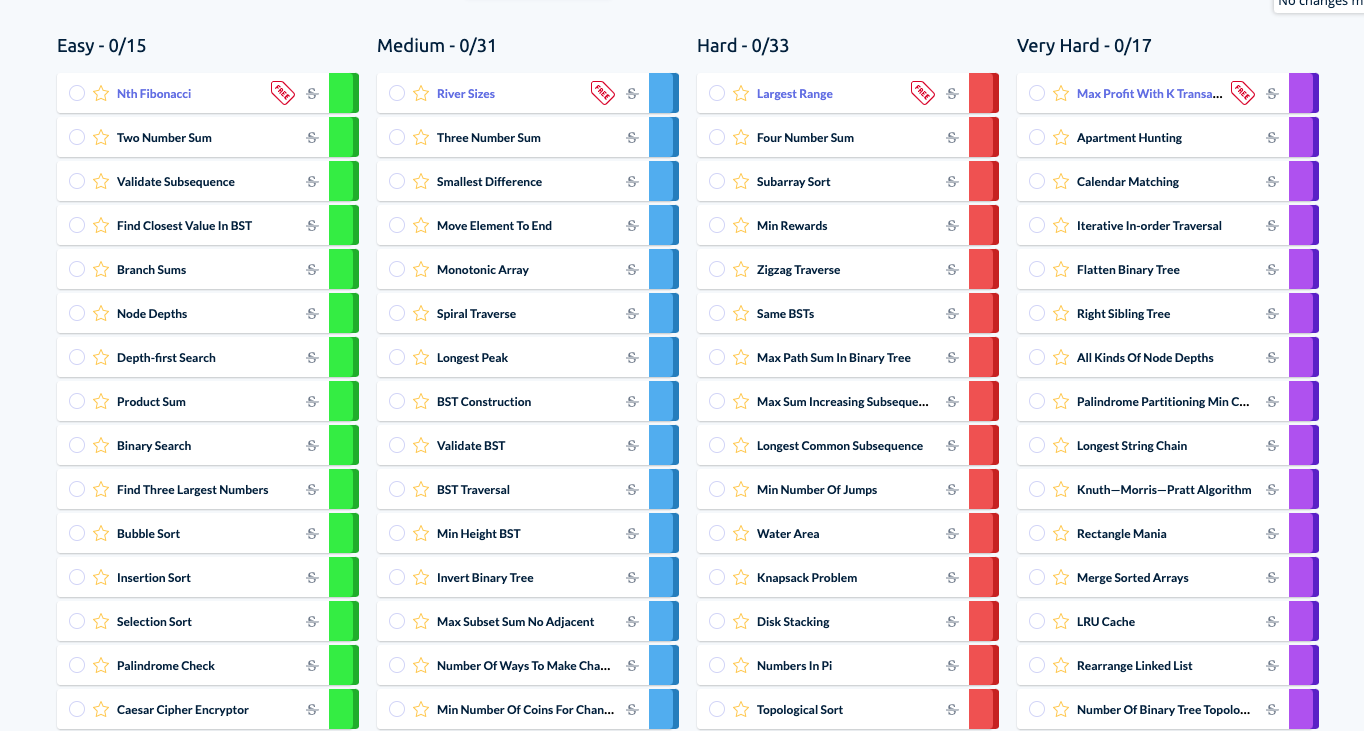 No changes m
Easy - 0/15
Nth Fibonacci FREE S
Two Number Sum S
Validate Subsequence S
Find Closest Value In BST S
Branch Sums S
Node Depths S
Depth-first Search S
Product Sum S
Binary Search S
Find Three Largest Numbers S
Bubble Sort S
Insertion Sort S
Selection Sort S
Palindrome Check S
Caesar Cipher Encryptor S
Medium - 0/31
River Sizes FREE S
Three Number Sum S
Smallest Difference S
Move Element To End S
Monotonic Array S
Spiral Traverse S
Longest Peak S
BST Construction S
Validate BST S
BST Traversal S
Min Height BST S
Invert Binary Tree S
Max Subset Sum No Adjacent S
Number Of Ways To Make Cha... S
Min Number Of Coins For Chan... S
Hard - 0/33
Largest Range FREE S
Four Number Sum S
Subarray Sort S
Min Rewards S
Zigzag Traverse S
Same BSTs S
Max Path Sum In Binary Tree S
Max Sum Increasing Subseque... S
Longest Common Subsequence S
Min Number Of Jumps S
Water Area S
Knapsack Problem S
Disk Stacking S
Numbers In Pi S
Topological Sort S
Very Hard - 0/17
Max Profit With K Transa... FREE S
Apartment Hunting S
Calendar Matching S
Iterative In-order Traversal S
Flatten Binary Tree S
Right Sibling Tree S
All Kinds Of Node Depths S
Palindrome Partitioning Min C... S
Longest String Chain S
Knuth—Morris—Pratt Algorithm S
Rectangle Mania S
Merge Sorted Arrays S
LRU Cache S
Rearrange Linked List S
Number Of Binary Tree Topolo... S